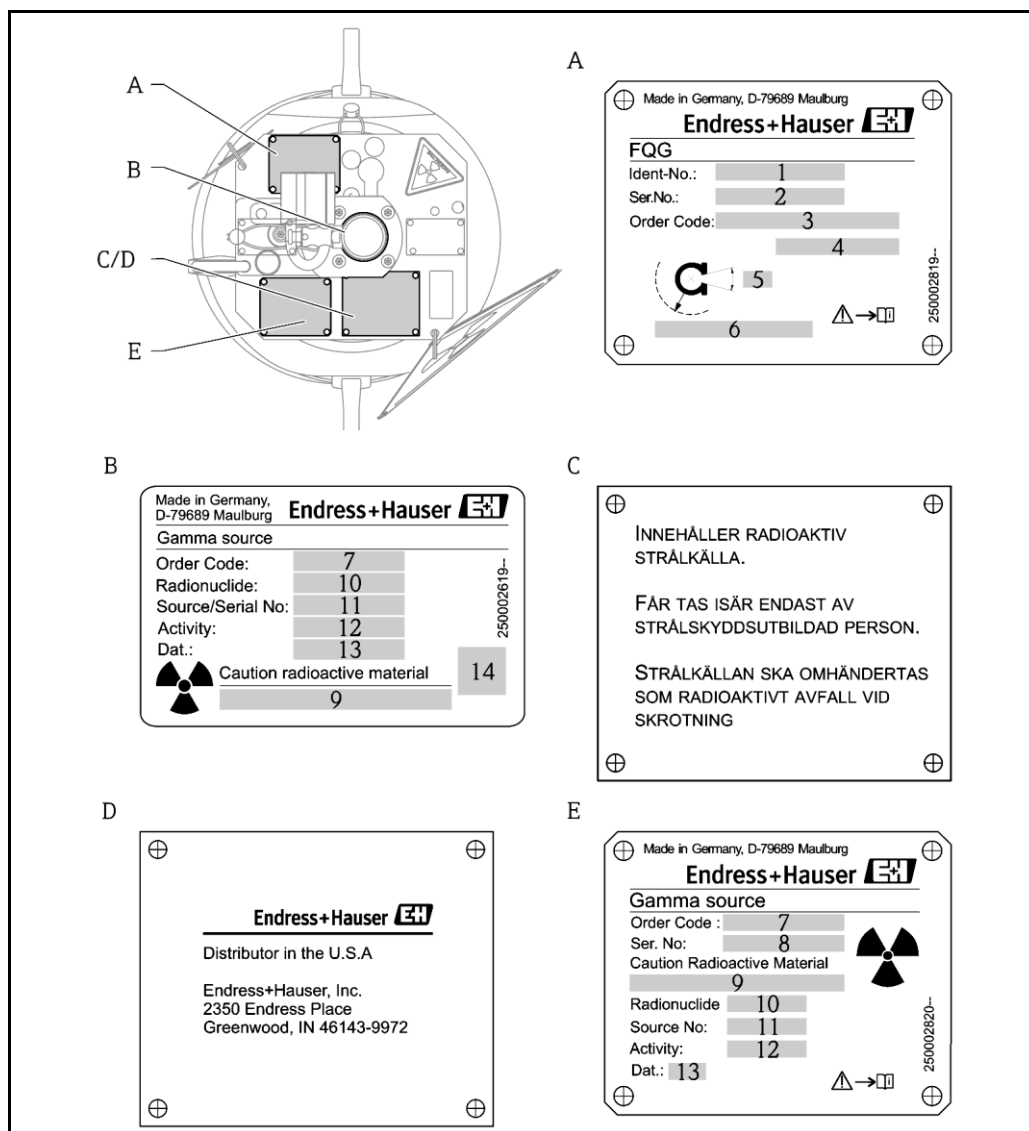 A
B
C/D
E
A
Made in Germany, D-79689 Maulburg
Endress+Hauser EH
FQG
Ident-No.: 1
Ser.No.: 2
Order Code: 3
4
5
6
250002819--
B
Made in Germany,
D-79689 Maulburg
Endress+Hauser EH
Gamma source
Order Code: 7
Radionuclide: 10
Source/Serial No: 11
Activity: 12
Dat.: 13
Caution radioactive material
9
14
250002619--
C
INNEHÅLLER RADIOAKTIV
STRÅLKÄLLA.
FÅR TAS ISÄR ENDAST AV
STRÅLSKYDDSUTBILDAD PERSON.
STRÅLKÄLLAN SKA OMHÄNDERTAS
SOM RADIOAKTIVT AVFALL VID
SKROTNING
D
Endress+Hauser EH
Distributor in the U.S.A
Endress+Hauser, Inc.
2350 Endress Place
Greenwood, IN 46143-9972
E
Made in Germany, D-79689 Maulburg
Endress+Hauser EH
Gamma source
Order Code : 7
Ser. No: 8
Caution Radioactive Material
9
Radionuclide 10
Source No: 11
Activity: 12
Dat.: 13
250002820--